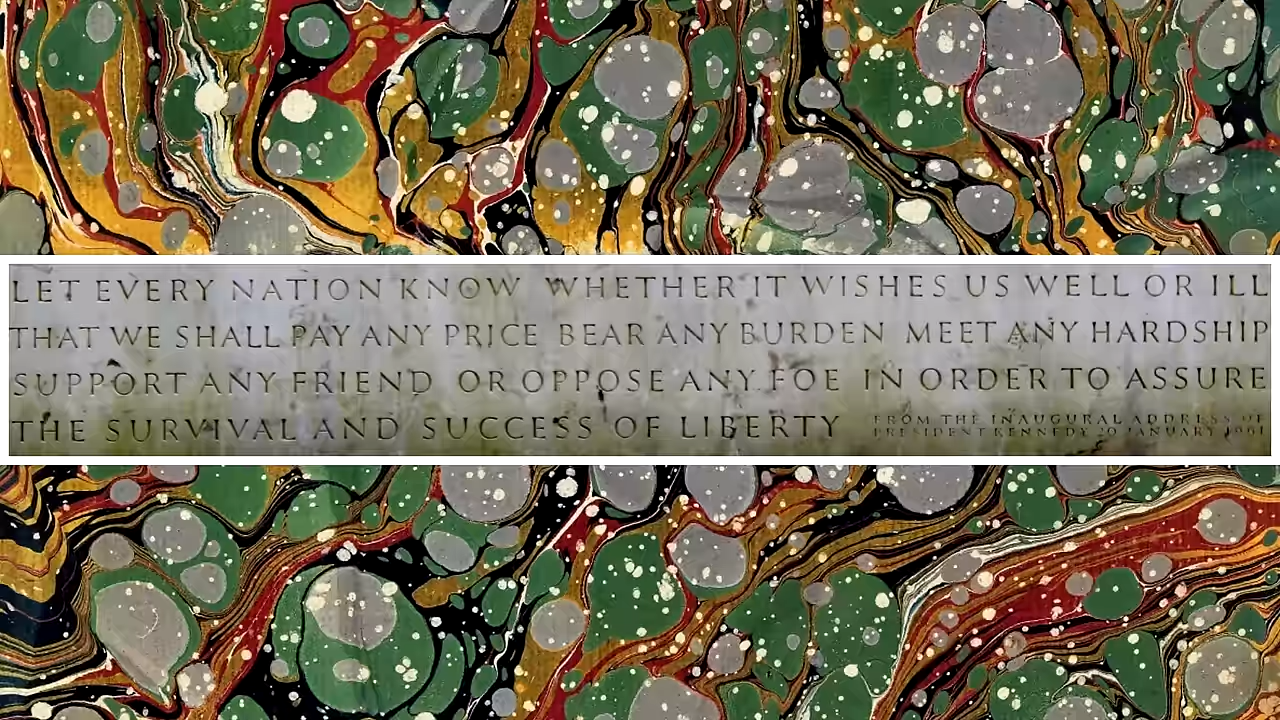 LET EVERY NATION KNOW WHETHER IT WISHES US WELL OR ILL
THAT WE SHALL PAY ANY PRICE BEAR ANY BURDEN MEET ANY HARDSHIP
SUPPORT ANY FRIEND OR OPPOSE ANY FOE IN ORDER TO ASSURE
THE SURVIVAL AND SUCCESS OF LIBERTY
FROM THE INAUGURAL ADDRESS OF
PRESIDENT KENNEDY 20 JANUARY 1961